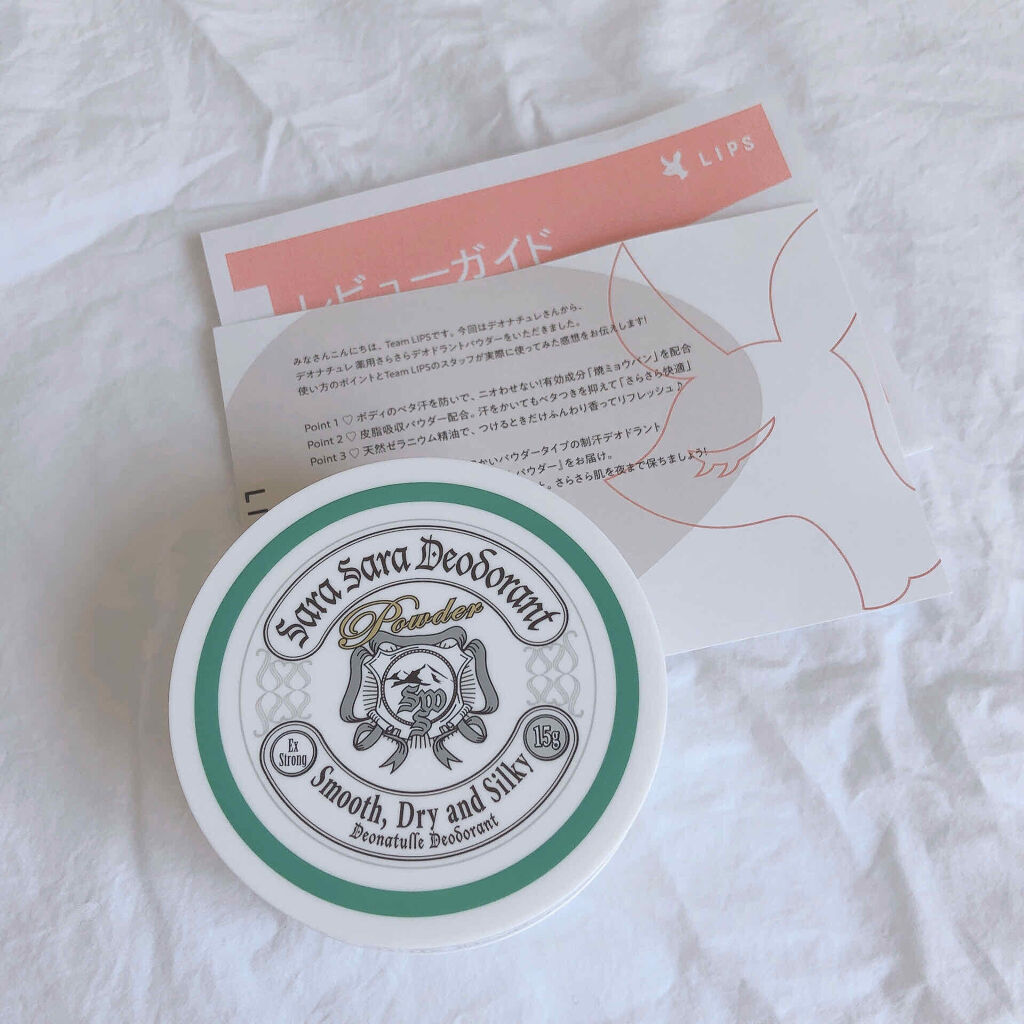 LIPS
レビューガイド
みなさんこんにちは、Team LIPSです。今回はデオナチュレさんから、
デオナチュレ 薬用さらさらデオドラントパウダーをいただきました。
使い方のポイントとTeam LIPSのスタッフが実際に使ってみた感想をお伝えします!
Point 1 ♡ ボディのベタ汗を防いで、ニオわせない!有効成分「焼ミョウバン」を配合
Point 2 ♡ 皮脂吸収パウダー配合。汗をかいてもベタつきを抑えて「さらさら快適」
Point 3 ♡ 天然ゼラニウム精油で、つけるときだけふんわり香ってリフレッシュ♪
かいパウダータイプの制汗デオドラント
パウダー』をお届け。
と。さらさら肌を夜まで保ちましょう!
LI
Sara Sara Deodorant
Powder
SWS
Ex
Strong
15g
Smooth, Dry and Silky
Deonatulle Deodorant